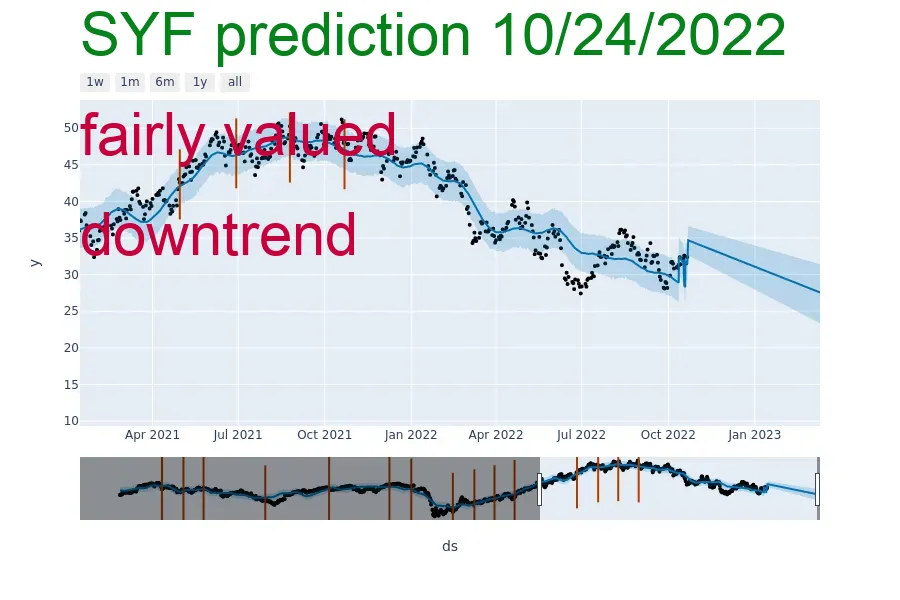 SYF prediction 10/24/2022
1w 1m 6m 1y all
fairly valued
downtrend
50
45
40
35
30
25
20
15
10
y
Apr 2021 Jul 2021 Oct 2021 Jan 2022 Apr 2022 Jul 2022 Oct 2022 Jan 2023
ds